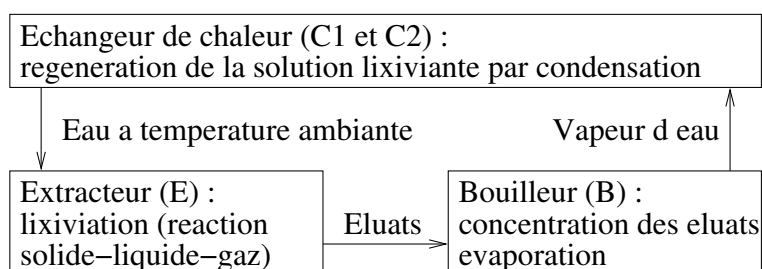 Echangeur de chaleur (C1 et C2) :
regeneration de la solution lixiviante par condensation
Eau a temperature ambiante
Vapeur d eau
Extracteur (E) :
lixiviation (reaction
solide−liquide−gaz)
Eluats
Bouilleur (B) :
concentration des eluats
evaporation